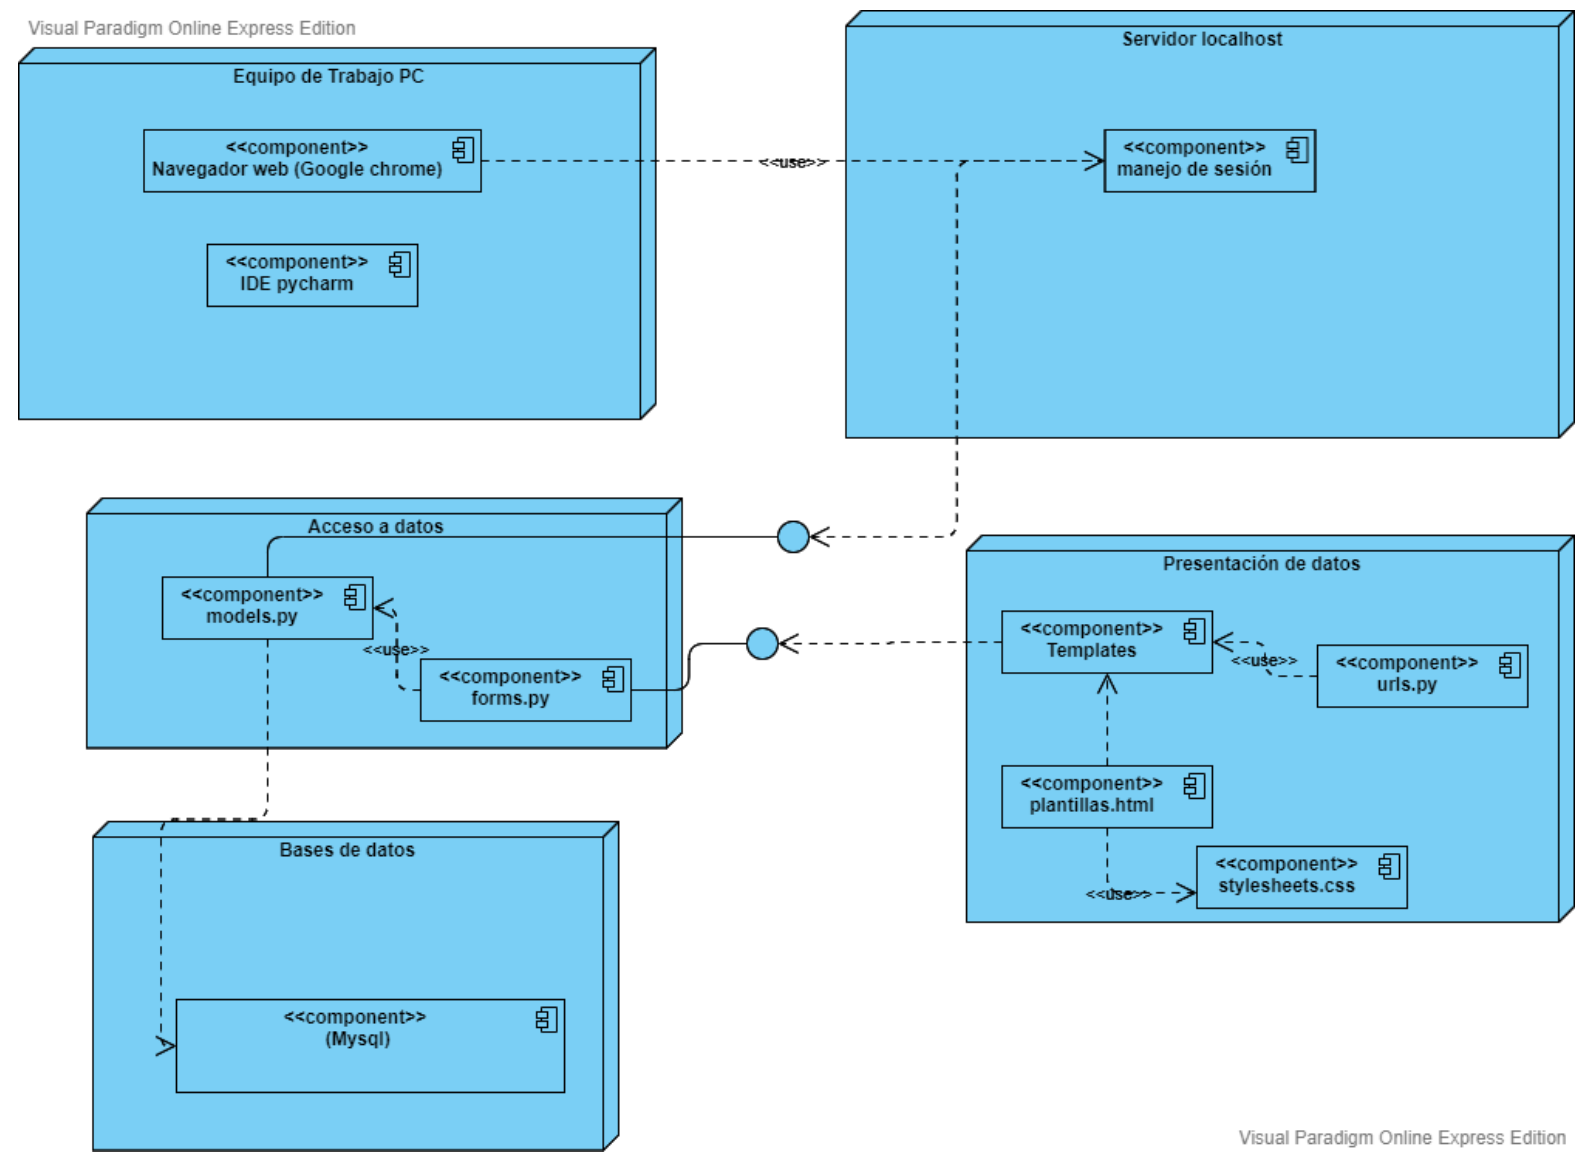 Visual Paradigm Online Express Edition
Equipo de Trabajo PC
<<component>>
Navegador web (Google chrome)
<<component>>
IDE pycharm
<<use>>
Servidor localhost
<<component>>
manejo de sesión
Acceso a datos
<<component>>
models.py
<<use>>
<<component>>
forms.py
Presentación de datos
<<component>>
Templates
<<use>>
<<component>>
urls.py
<<component>>
plantillas.html
<<use>>
<<component>>
stylesheets.css
Bases de datos
<<component>>
(Mysql)
Visual Paradigm Online Express Edition